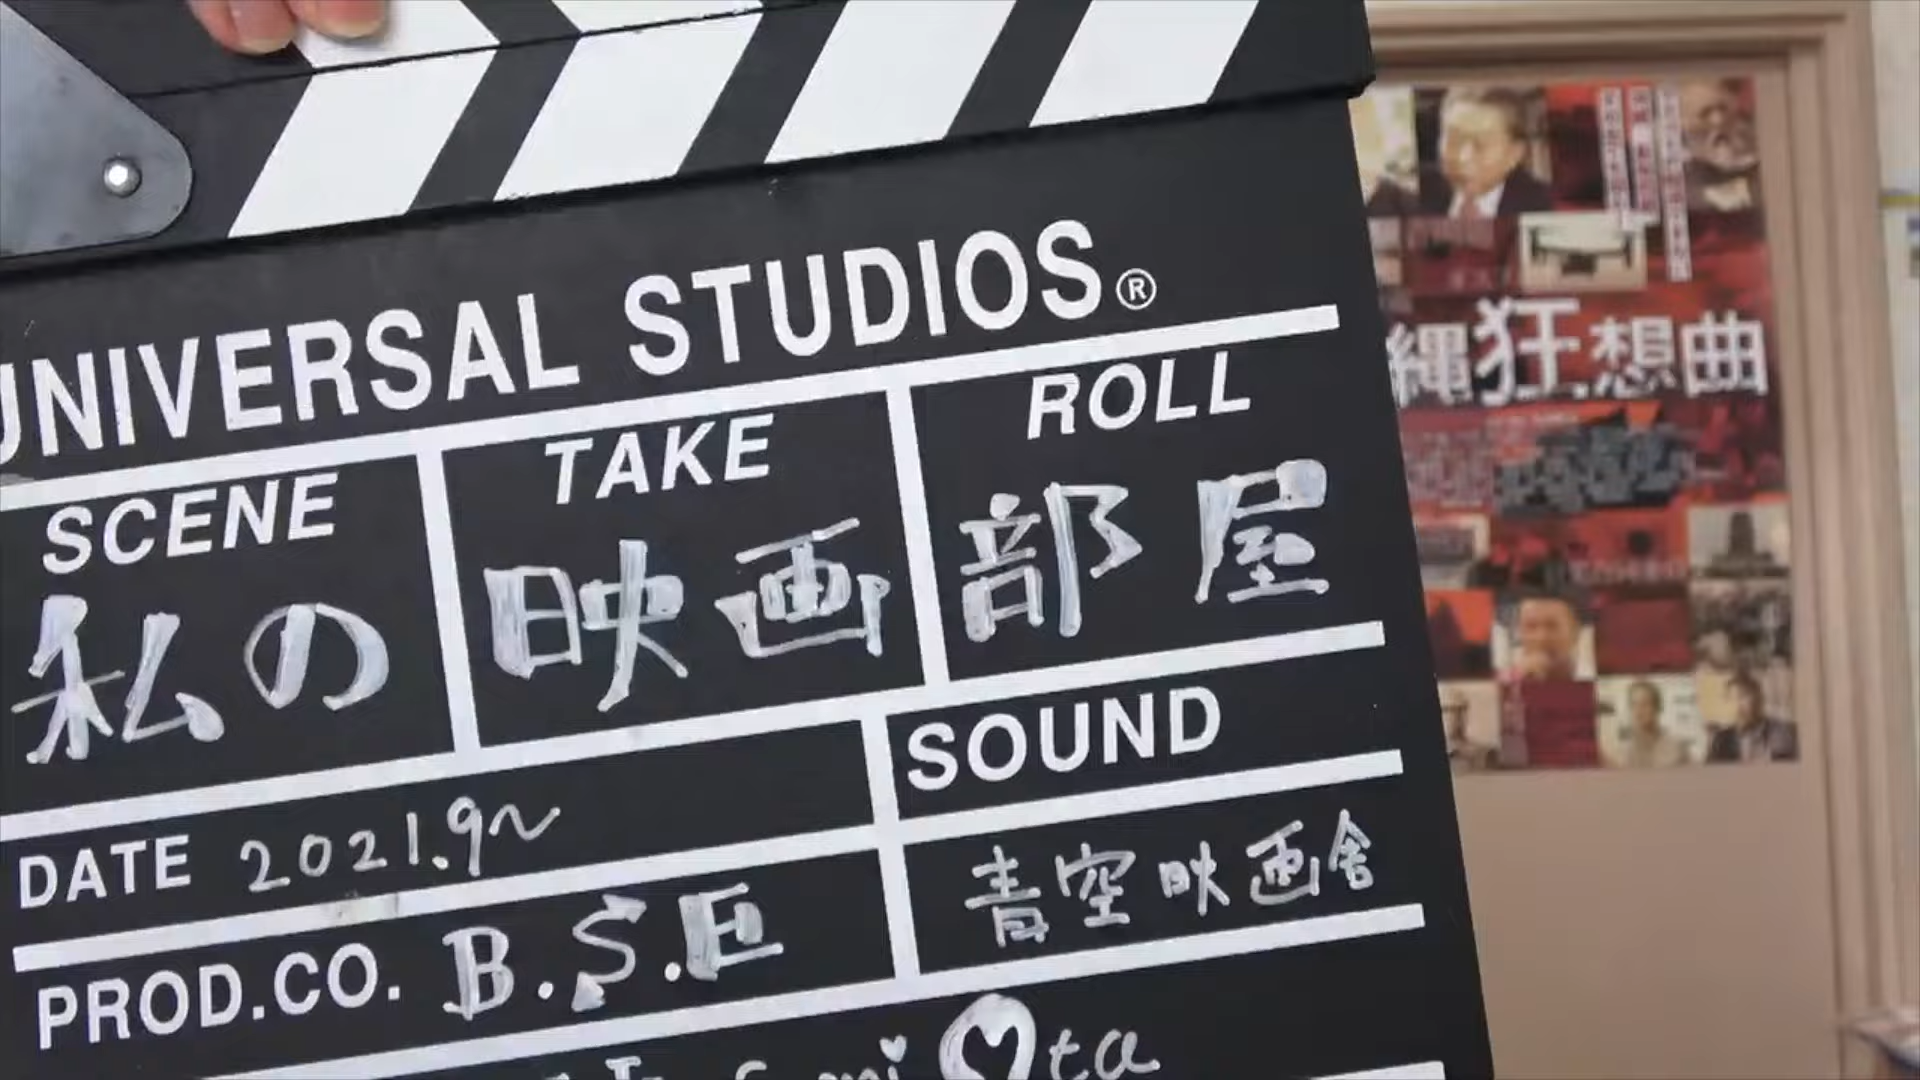 UNIVERSAL STUDIOS®
SCENE
TAKE
ROLL
私の
映画
部屋
DATE 2021.9~
SOUND
PROD.CO. B.S.E
青空映画舎
縄狂想曲